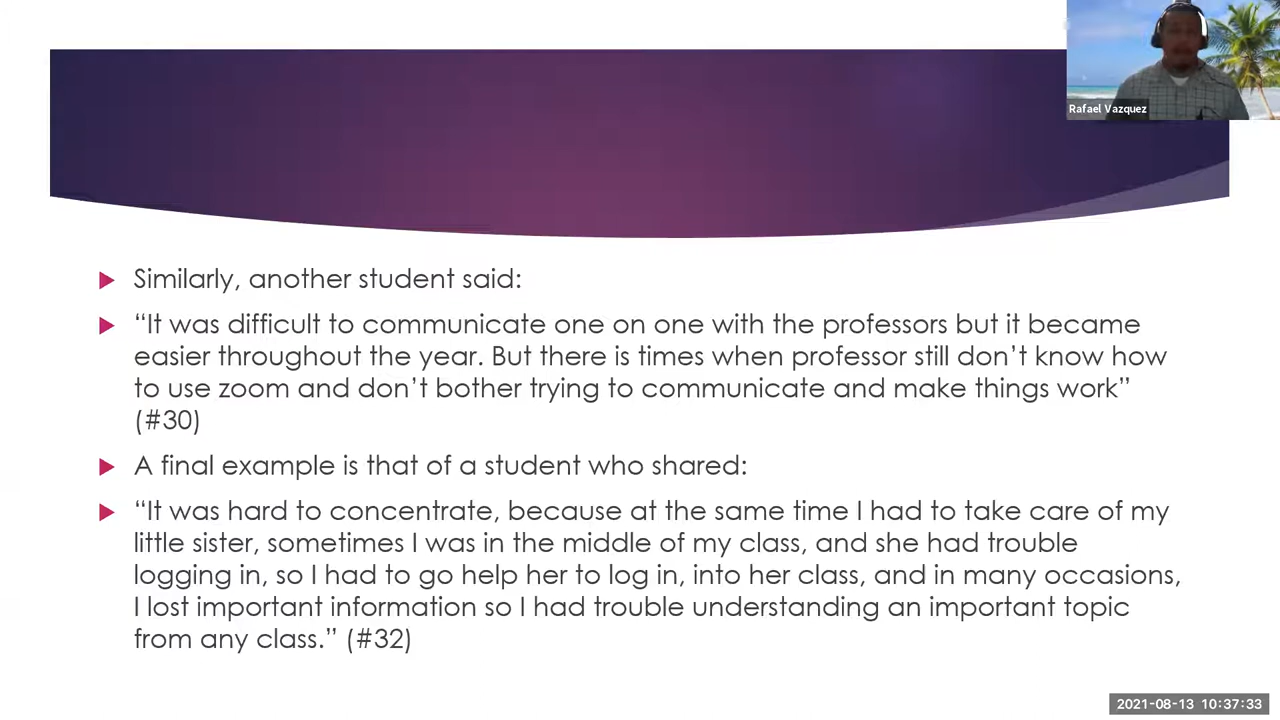 Rafael Vazquez
Similarly, another student said:
“It was difficult to communicate one on one with the professors but it became
easier throughout the year. But there is times when professor still don’t know how
to use zoom and don’t bother trying to communicate and make things work”
(#30)
A final example is that of a student who shared:
“It was hard to concentrate, because at the same time I had to take care of my
little sister, sometimes I was in the middle of my class, and she had trouble
logging in, so I had to go help her to log in, into her class, and in many occasions,
I lost important information so I had trouble understanding an important topic
from any class.” (#32)
2021-08-13 10:37:33